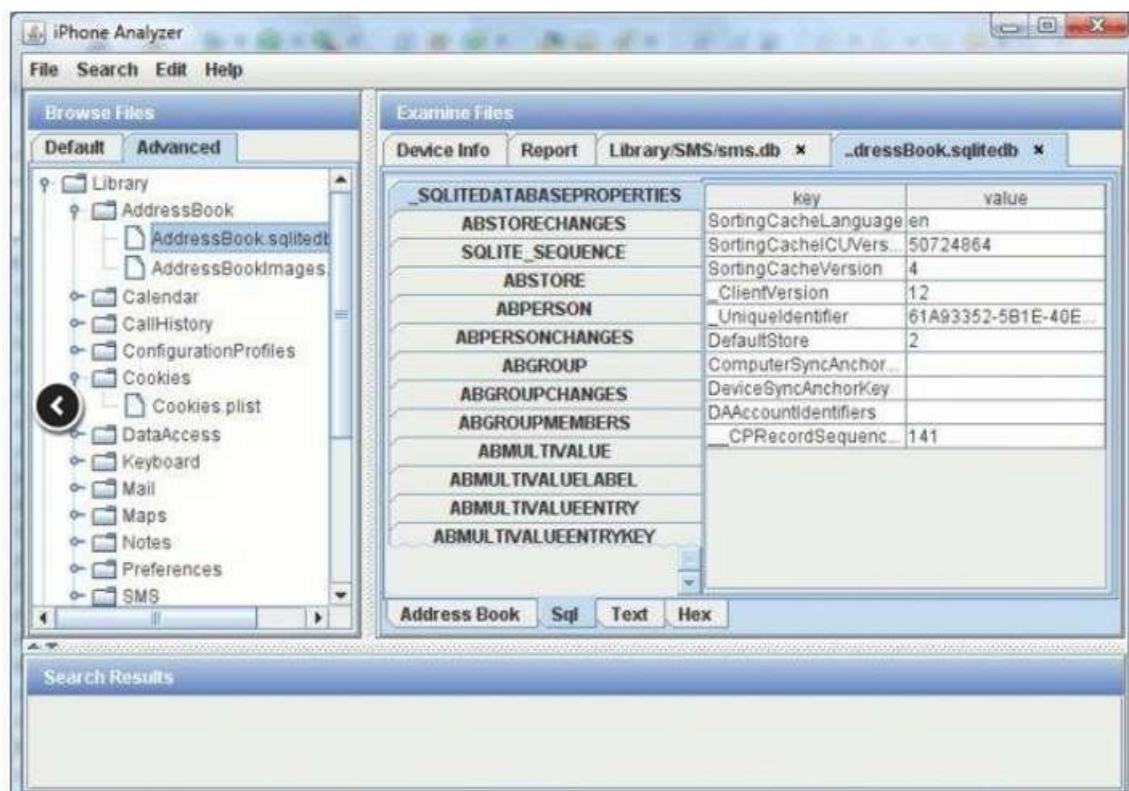 iPhone Analyzer
File Search Edit Help
Browse Files
Default Advanced
Library
AddressBook
AddressBook.sqlitedb
AddressBookImages.
Calendar
CallHistory
ConfigurationProfiles
Cookies
Cookies.plist
DataAccess
Keyboard
Mail
Maps
Notes
Preferences
SMS
Examine Files
Device Info Report Library/SMS/sms.db × ..dressBook.sqlitedb ×
_SQLITEDATABASEPROPERTIES
ABSTORECHANGES
SQLITE_SEQUENCE
ABSTORE
ABPERSON
ABPERSONCHANGES
ABGROUP
ABGROUPCHANGES
ABGROUPMEMBERS
ABMULTIVALUE
ABMULTIVALUELABEL
ABMULTIVALUEENTRY
ABMULTIVALUEENTRYKEY
key value
SortingCacheLanguage en
SortingCacheICUVers... 50724864
SortingCacheVersion 4
_ClientVersion 12
_UniqueIdentifier 61A93352-5B1E-40E...
DefaultStore 2
ComputerSyncAnchor...
DeviceSyncAnchorKey
DAAccountIdentifiers
__CPRecordSequenc... 141
Address Book Sql Text Hex
Search Results